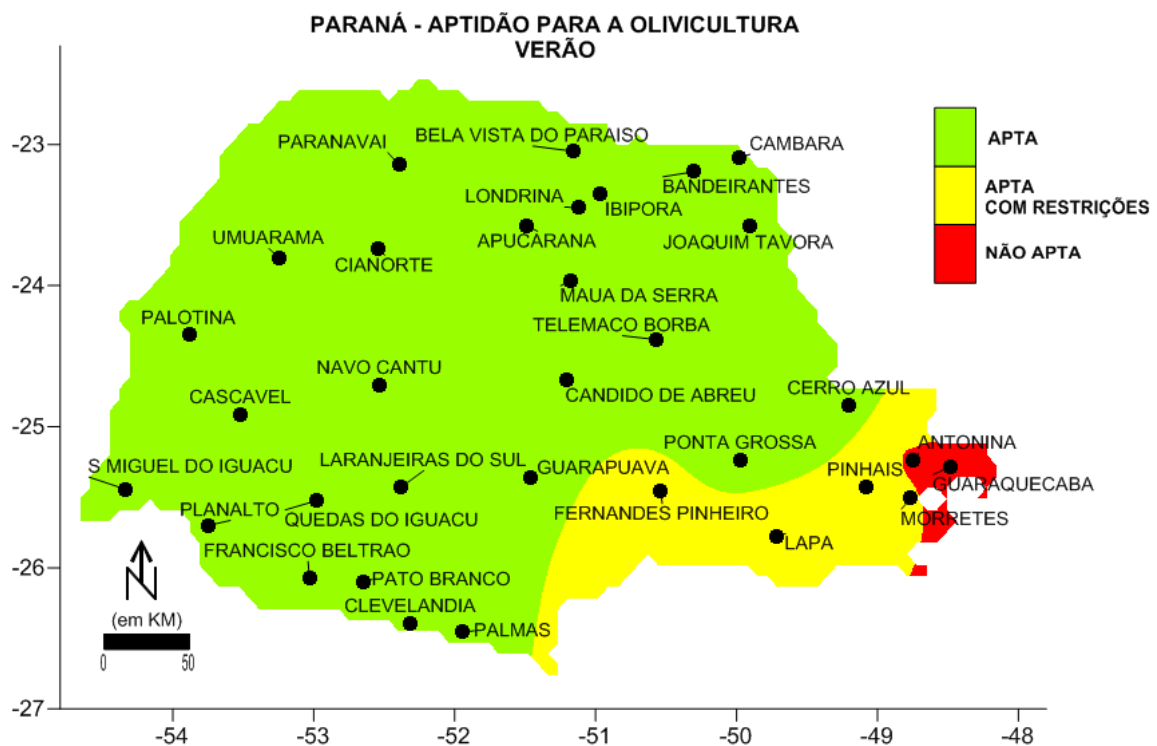 PARANÁ - APTIDÃO PARA A OLIVICULTURA
VERÃO
-23
-24
-25
-26
-27
-54
-53
-52
-51
-50
-49
-48
APTA
APTA
COM RESTRIÇÕES
NÃO APTA
BELA VISTA DO PARAISO
PARANAVAI
CAMBARA
BANDEIRANTES
LONDRINA
IBIPORA
UMUARAMA
APUCARANA
JOAQUIM TAVORA
CIANORTE
MAUA DA SERRA
PALOTINA
TELEMACO BORBA
NAVO CANTU
CASCAVEL
CANDIDO DE ABREU
CERRO AZUL
PONTA GROSSA
ANTONINA
S MIGUEL DO IGUACU
LARANJEIRAS DO SUL
GUARAPUAVA
PINHAIS
GUARAQUECABA
PLANALTO
QUEDAS DO IGUACU
FERNANDES PINHEIRO
MORRETES
FRANCISCO BELTRAO
LAPA
PATO BRANCO
CLEVELANDIA
PALMAS
N
(em KM)
0
50